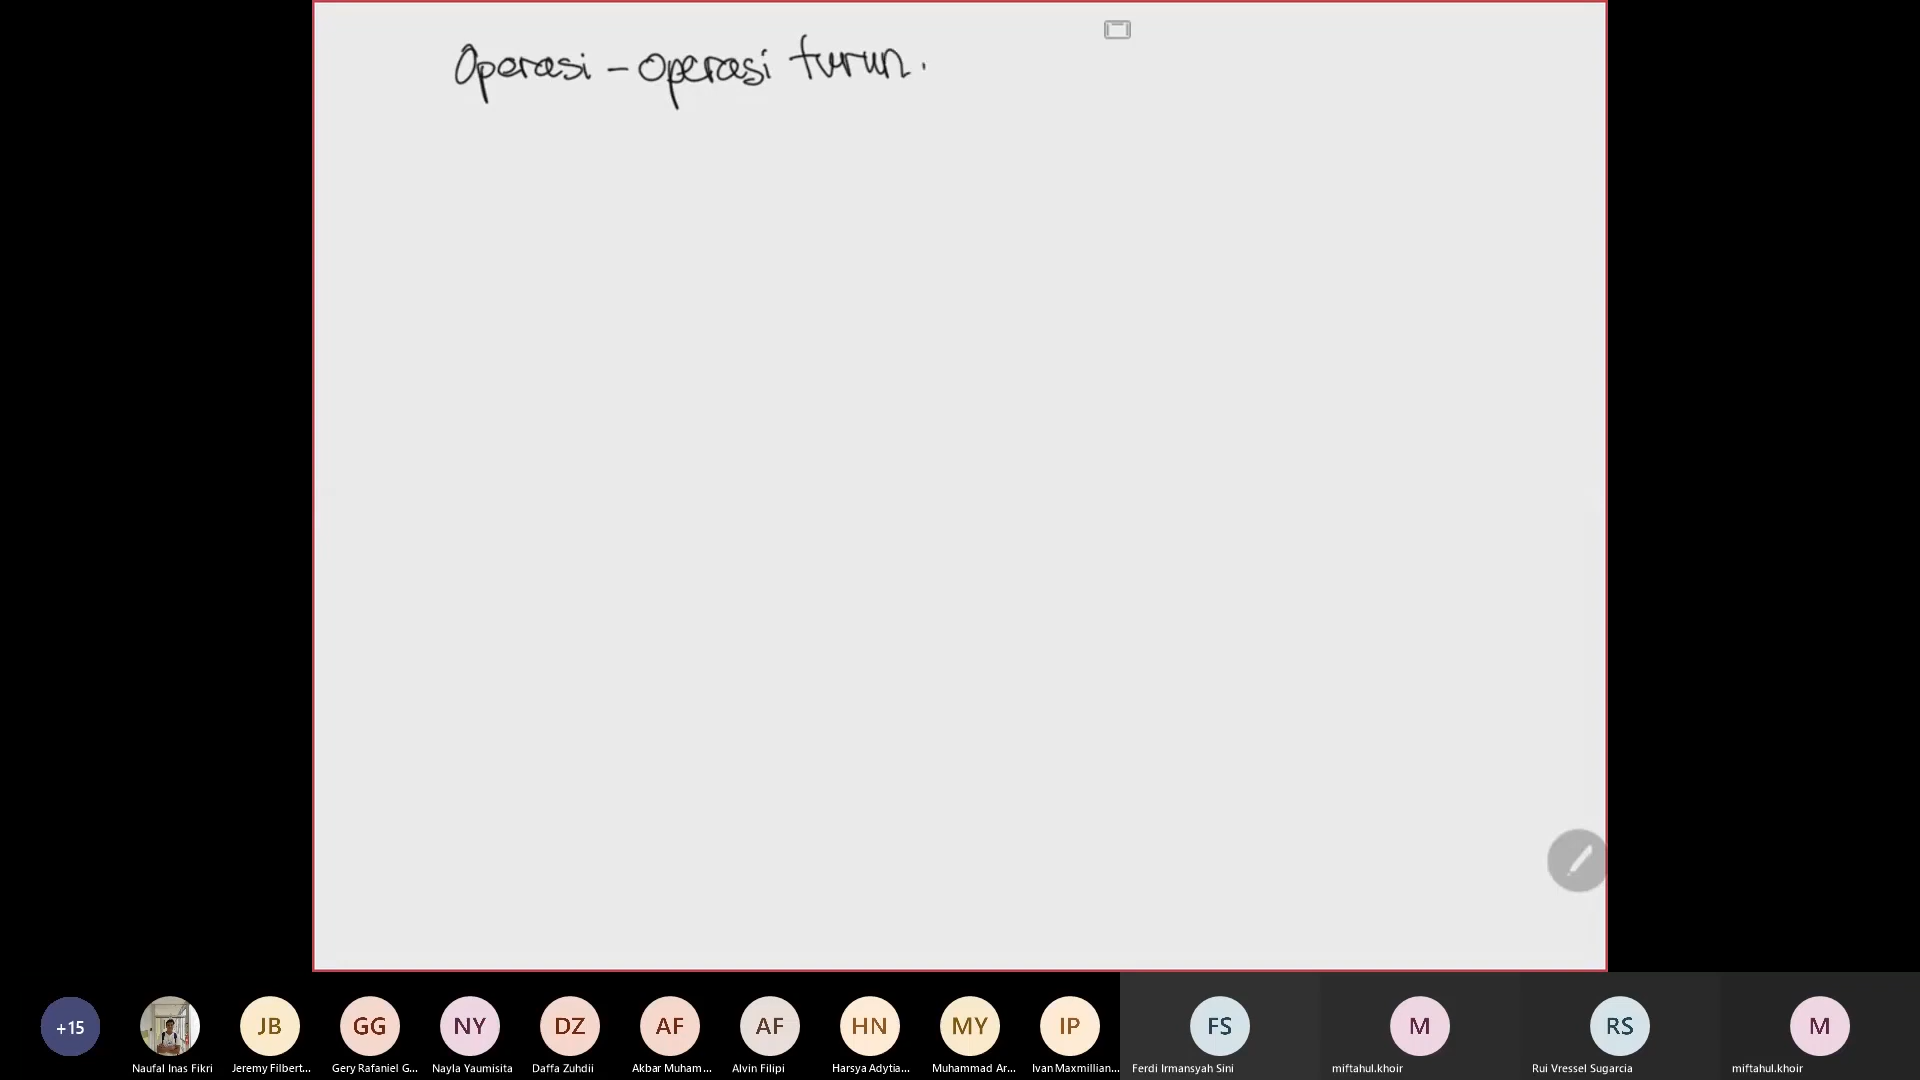 Operasi - operasi turun.
+15
JB
GG
NY
DZ
AF
AF
HN
MY
IP
FS
M
RS
M
Naufal Inas Fikri
Jeremy Filbert...
Gery Rafaniel G...
Nayla Yaumisita
Daffa Zuhdii
Akbar Muham...
Alvin Filipi
Harsya Adytia...
Muhammad Ar...
Ivan Maxmillian...
Ferdi Irmansyah Sini
miftahul.khoir
Rui Vressel Sugarcia
miftahul.khoir